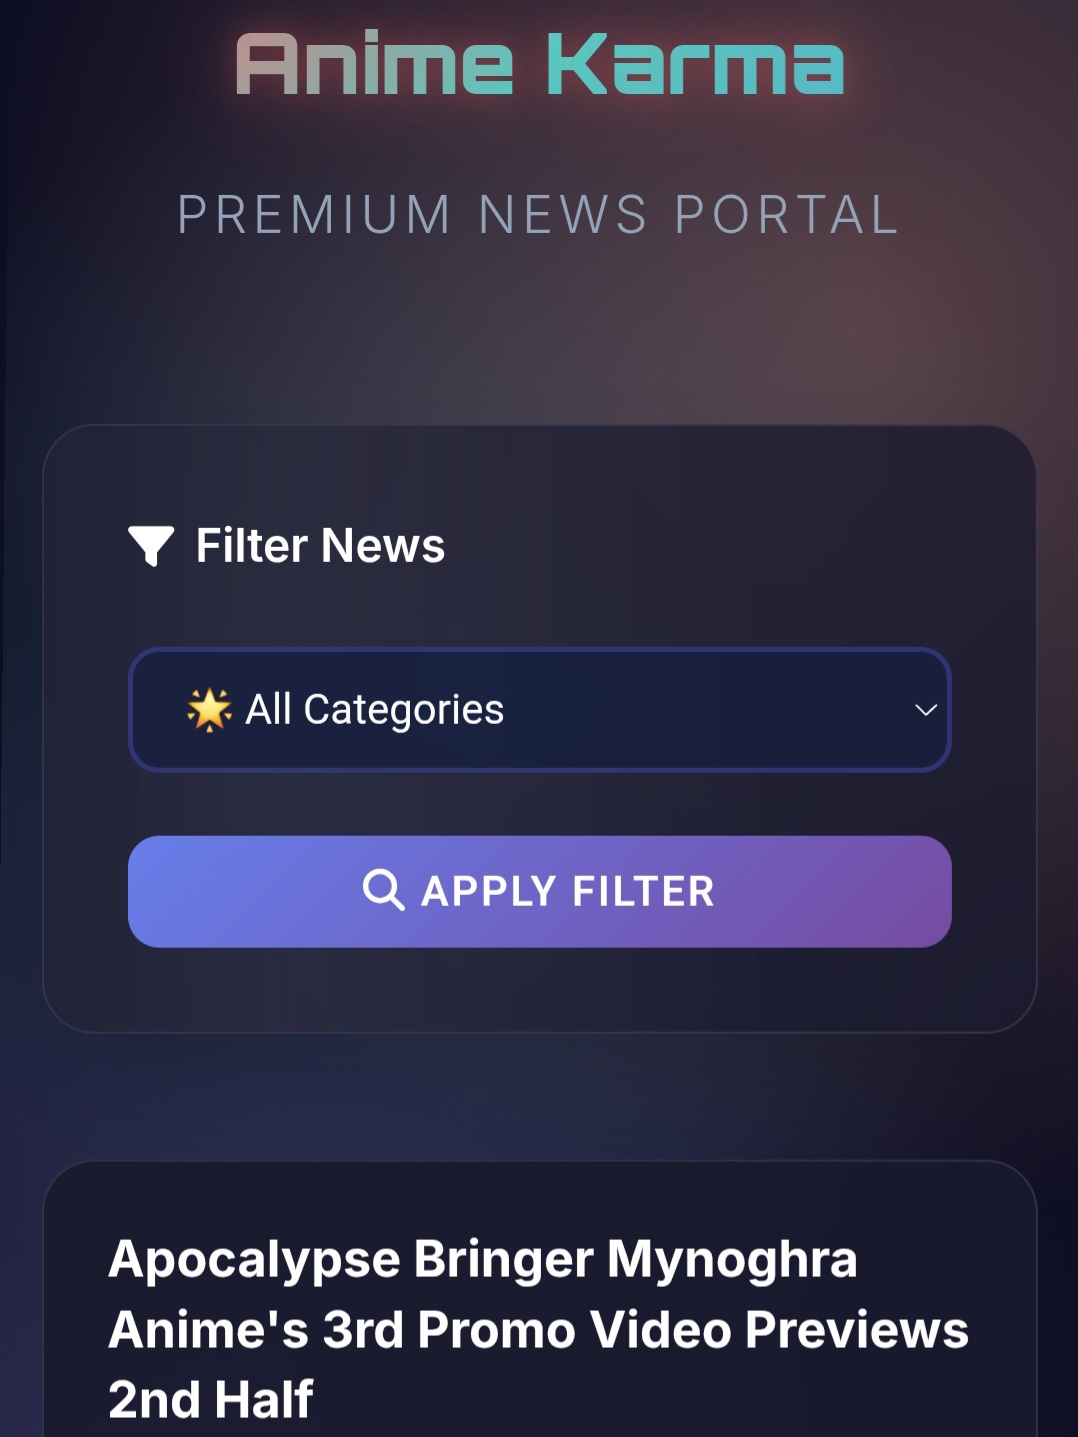 Anime Karma
PREMIUM NEWS PORTAL
Filter News
🌟 All Categories
APPLY FILTER
Apocalypse Bringer Mynoghra
Anime's 3rd Promo Video Previews
2nd Half